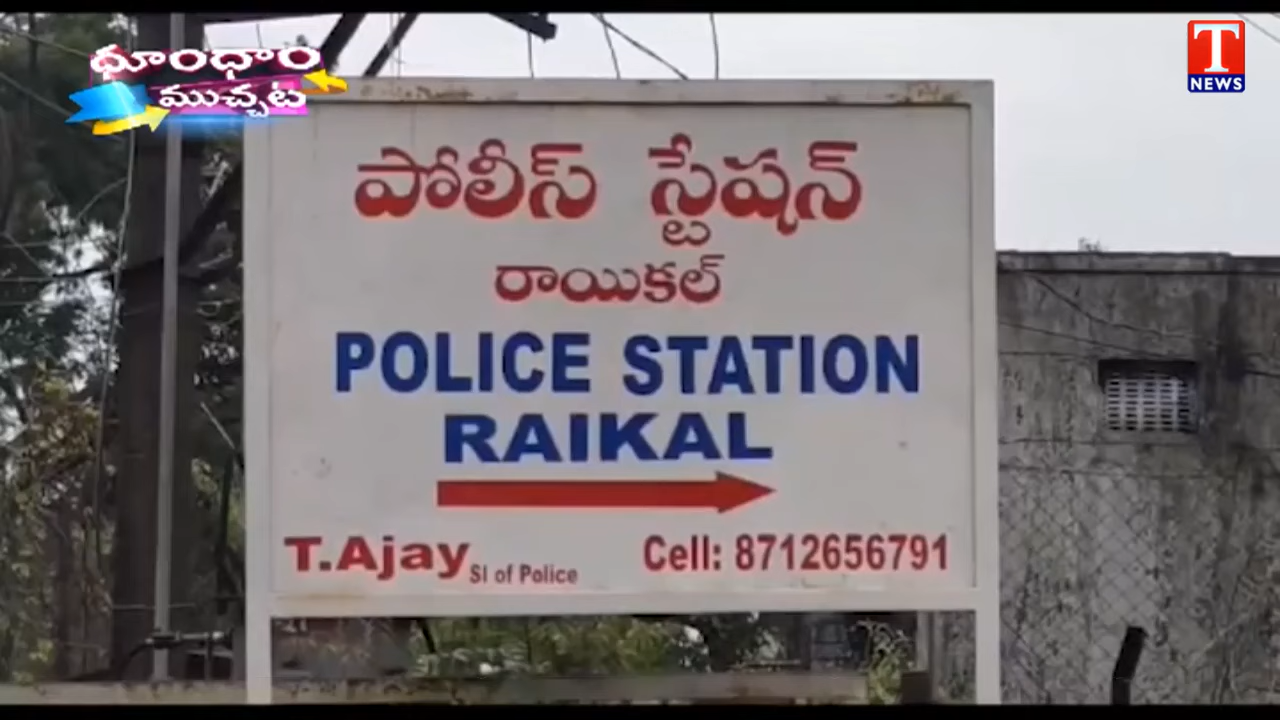 ధూంధాం
ముచ్చట
T
NEWS
పోలీస్ స్టేషన్
రాయికల్
POLICE STATION
RAIKAL
T.Ajay SI of Police Cell: 8712656791